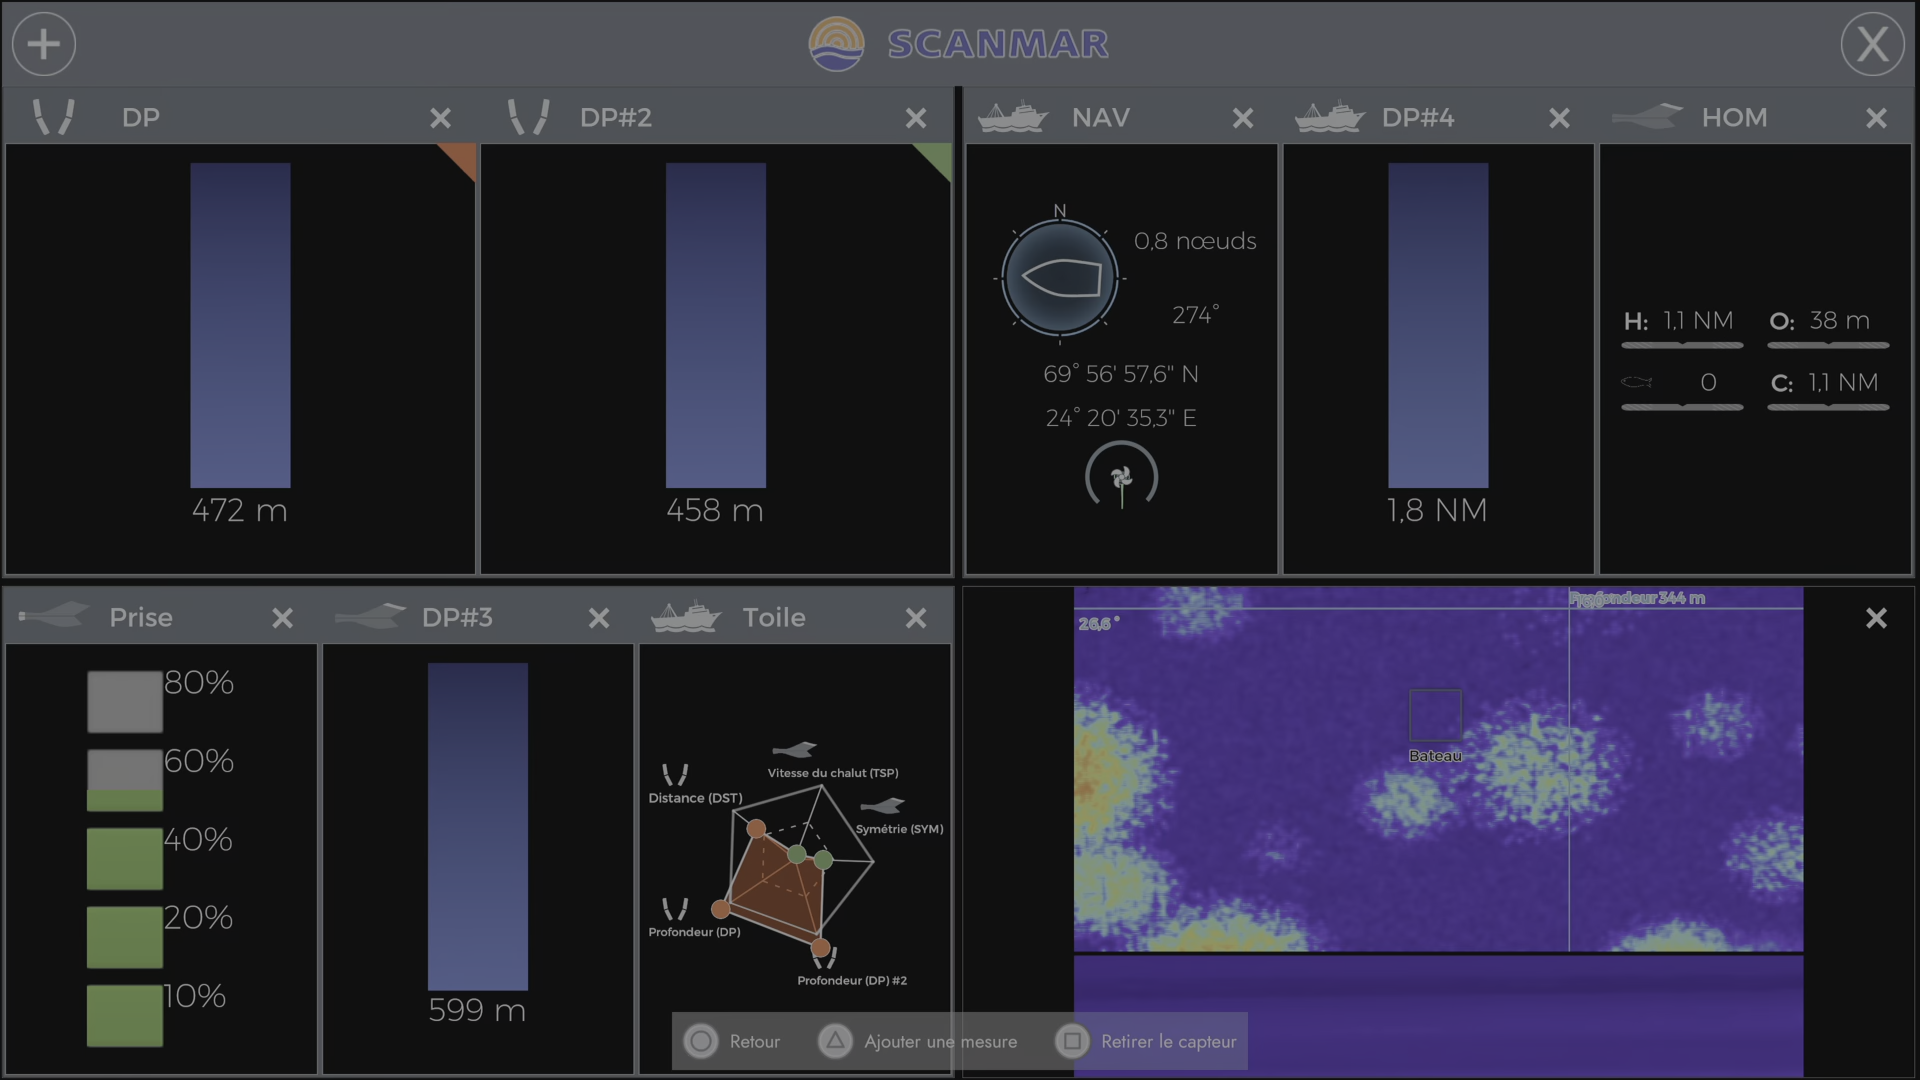 SCANMAR
DP
DP#2
NAV
DP#4
HOM
472 m
458 m
N
0,8 nœuds
274°
69° 56' 57,6" N
24° 20' 35,3" E
1,8 NM
H: 1,1 NM
O: 38 m
0
C: 1,1 NM
Prise
DP#3
Toile
80%
60%
40%
20%
10%
599 m
Vitesse du chalut (TSP)
Distance (DST)
Symétrie (SYM)
Profondeur (DP)
Profondeur (DP) #2
Profondeur 344 m
26,6°
Bateau
Retour
Ajouter une mesure
Retirer le capteur